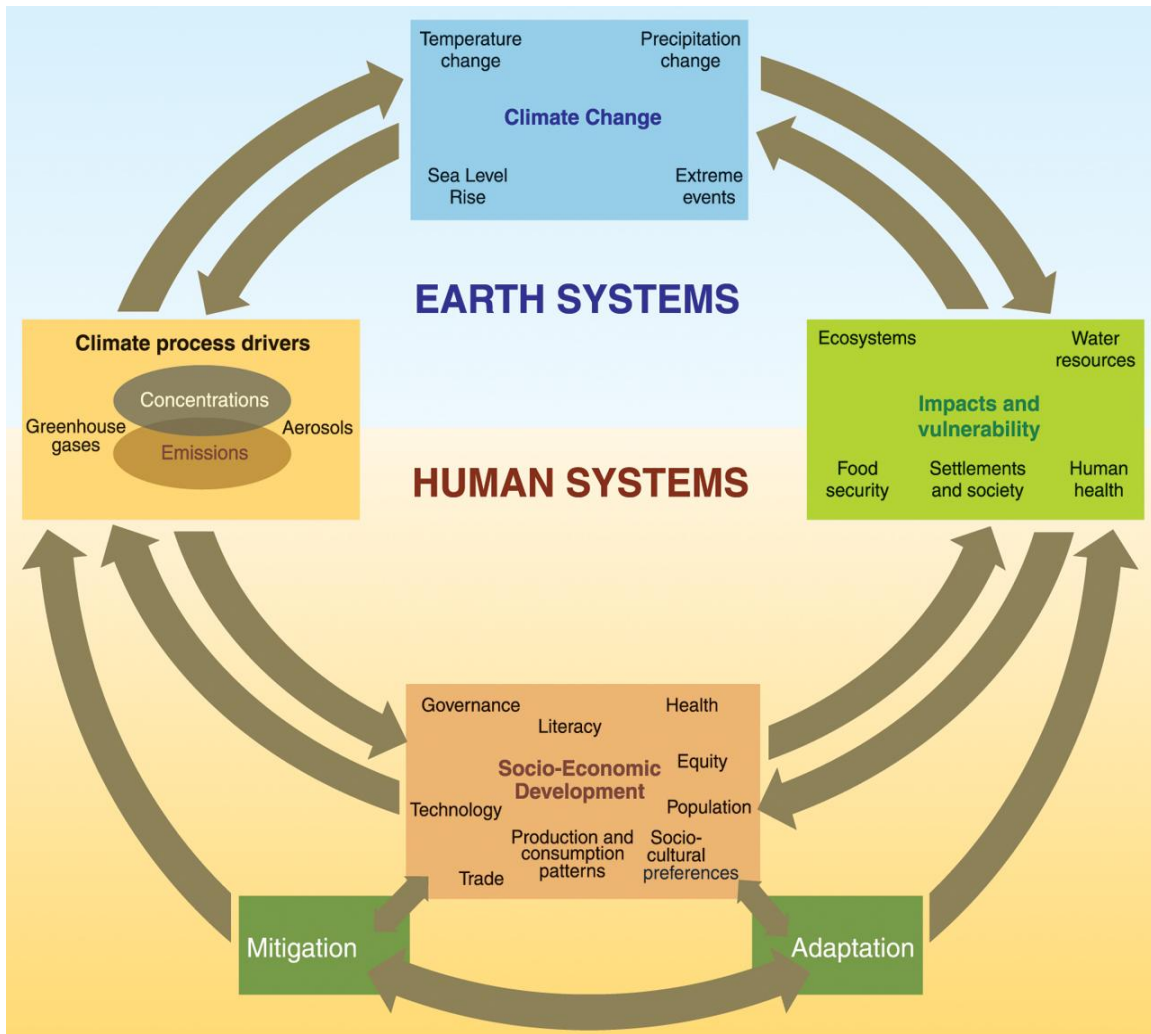 Temperature
change
Precipitation
change
Climate Change
Sea Level
Rise
Extreme
events
EARTH SYSTEMS
Climate process drivers
Concentrations
Greenhouse
gases
Aerosols
Emissions
Ecosystems
Water
resources
Impacts and
vulnerability
Food
security
Settlements
and society
Human
health
HUMAN SYSTEMS
Governance
Literacy
Health
Socio-Economic
Development
Equity
Technology
Population
Production and
consumption
patterns
Socio-
cultural
preferences
Trade
Mitigation
Adaptation